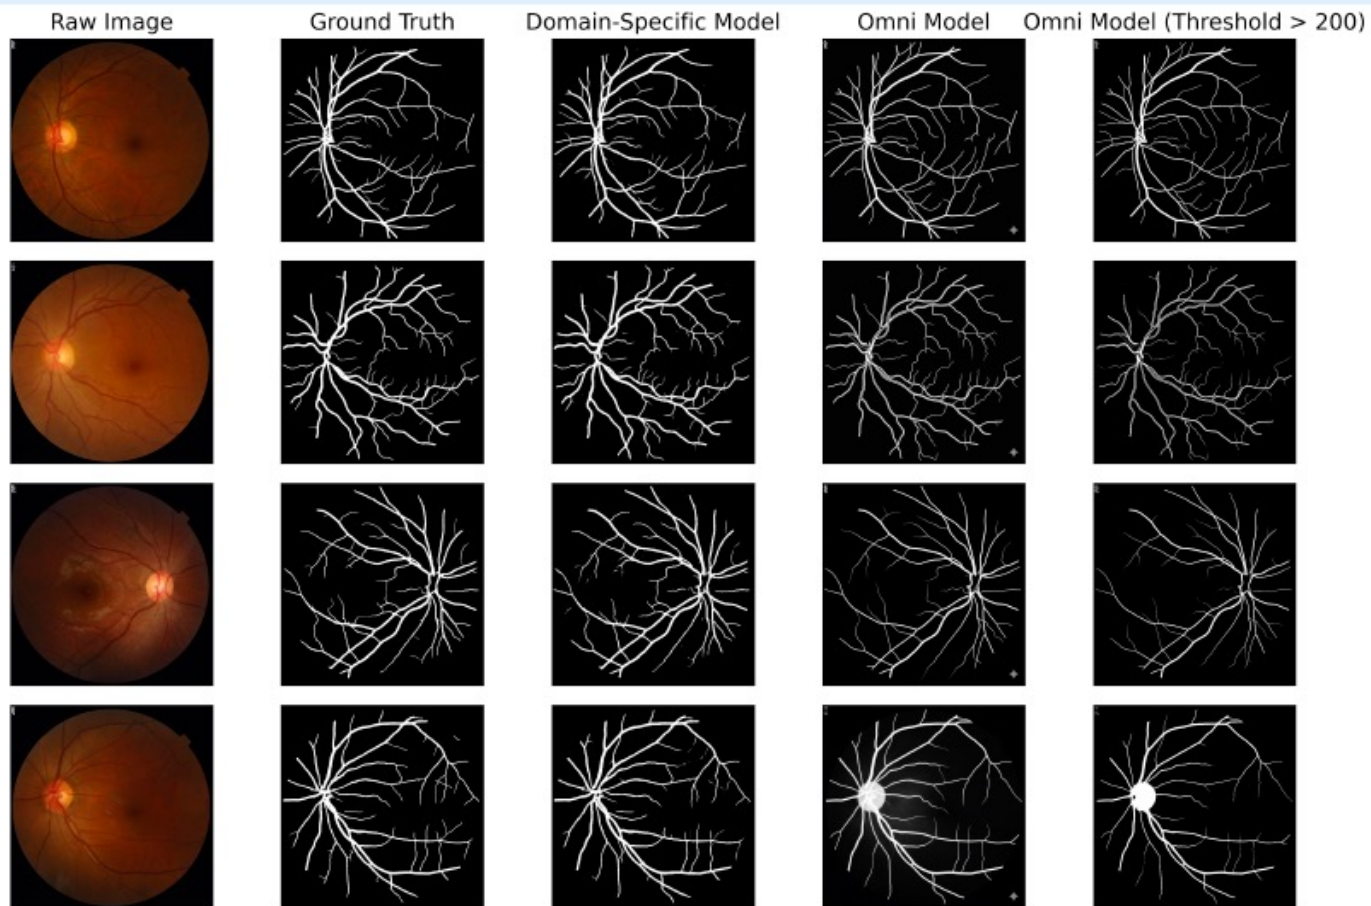 Raw Image
Ground Truth
Domain-Specific Model
Omni Model
Omni Model (Threshold > 200)